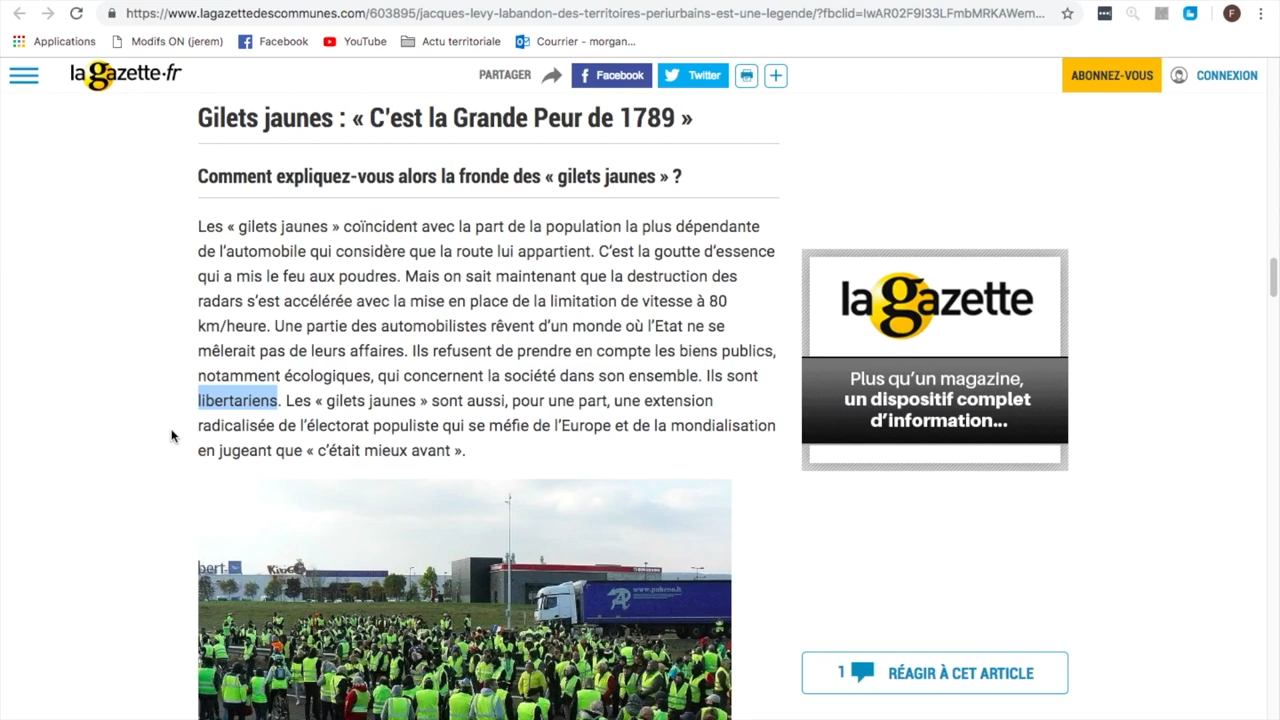 https://www.lagazettedescommunes.com/603895/jacques-levy-labandon-des-territoires-periurbains-est-une-legende/?fbclid=IwAR02F9I33LFmbMRKAWem...
F
Applications
Modifs ON (jerem)
Facebook
YouTube
Actu territoriale
Courrier - morgan...
la gazette.fr
PARTAGER
Facebook
Twitter
ABONNEZ-VOUS
CONNEXION
Gilets jaunes : « C'est la Grande Peur de 1789 »
Comment expliquez-vous alors la fronde des « gilets jaunes » ?
Les « gilets jaunes » coïncident avec la part de la population la plus dépendante
de l'automobile qui considère que la route lui appartient. C'est la goutte d'essence
qui a mis le feu aux poudres. Mais on sait maintenant que la destruction des
radars s'est accélérée avec la mise en place de la limitation de vitesse à 80
km/heure. Une partie des automobilistes rêvent d'un monde où l'Etat ne se
mêlerait pas de leurs affaires. Ils refusent de prendre en compte les biens publics,
notamment écologiques, qui concernent la société dans son ensemble. Ils sont
libertariens. Les « gilets jaunes » sont aussi, pour une part, une extension
radicalisée de l'électorat populiste qui se méfie de l'Europe et de la mondialisation
en jugeant que « c'était mieux avant ».
la gazette
Plus qu'un magazine,
un dispositif complet
d'information...
1 RÉAGIR À CET ARTICLE